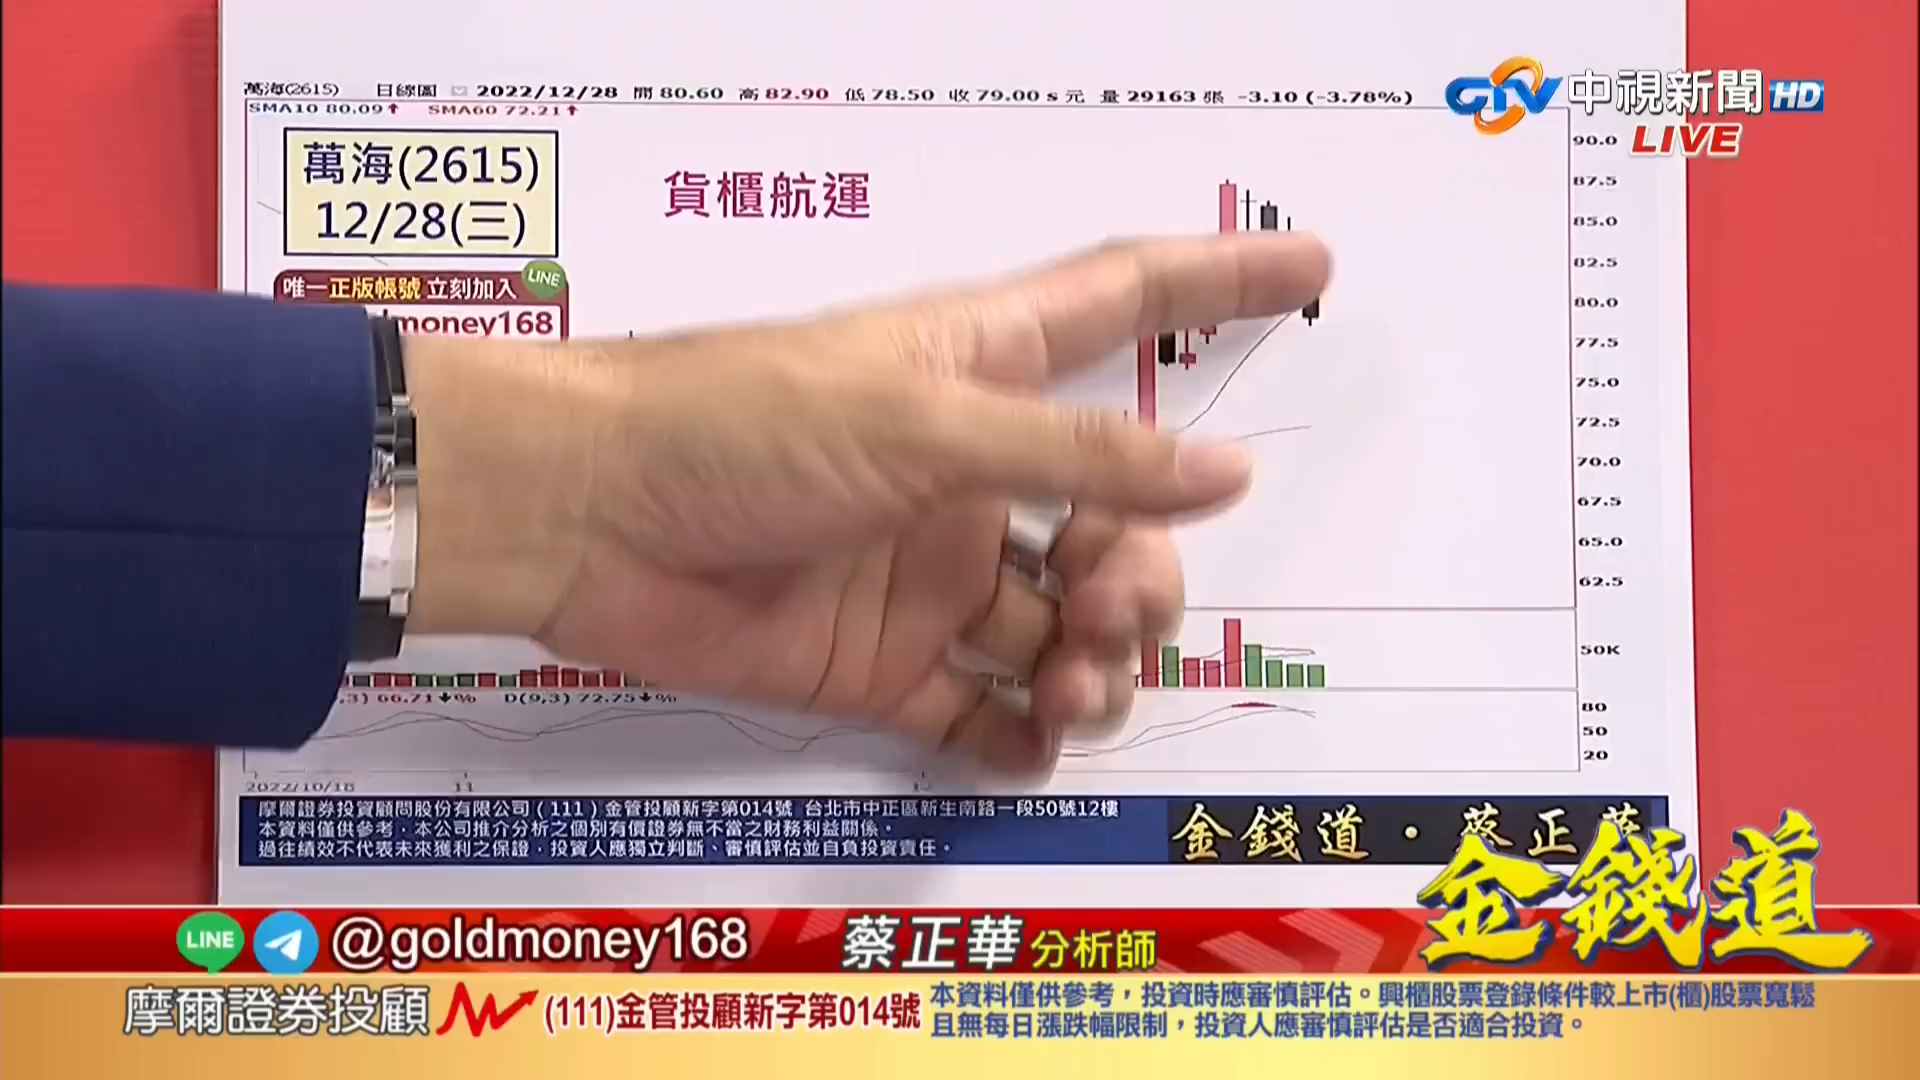 萬海(2615) 日線圖 2022/12/28 開 80.60 高 82.90 低 78.50 收 79.00 s 元 量 29163 張 -3.10 (-3.78%)
SMA10 80.09↑ SMA60 72.21↑
CTV 中視新聞 HD
LIVE
萬海(2615)
12/28(三)
貨櫃航運
唯一正版帳號 立刻加入 LINE
money168
90.0
87.5
85.0
82.5
80.0
77.5
75.0
72.5
70.0
67.5
65.0
62.5
50K
,3) 66.71↓% D(9,3) 72.75↓%
80
50
20
2022/10/18 11
摩爾證券投資顧問股份有限公司(111)金管投顧新字第014號 台北市中正區新生南路一段50號12樓
本資料僅供參考，本公司推介分析之個別有價證券無不當之財務利益關係。
過往績效不代表未來獲利之保證，投資人應獨立判斷、審慎評估並自負投資責任。
金錢道・蔡正華
金錢道
LINE @goldmoney168 蔡正華 分析師
摩爾證券投顧 (111)金管投顧新字第014號
本資料僅供參考，投資時應審慎評估。興櫃股票登錄條件較上市(櫃)股票寬鬆
且無每日漲跌幅限制，投資人應審慎評估是否適合投資。